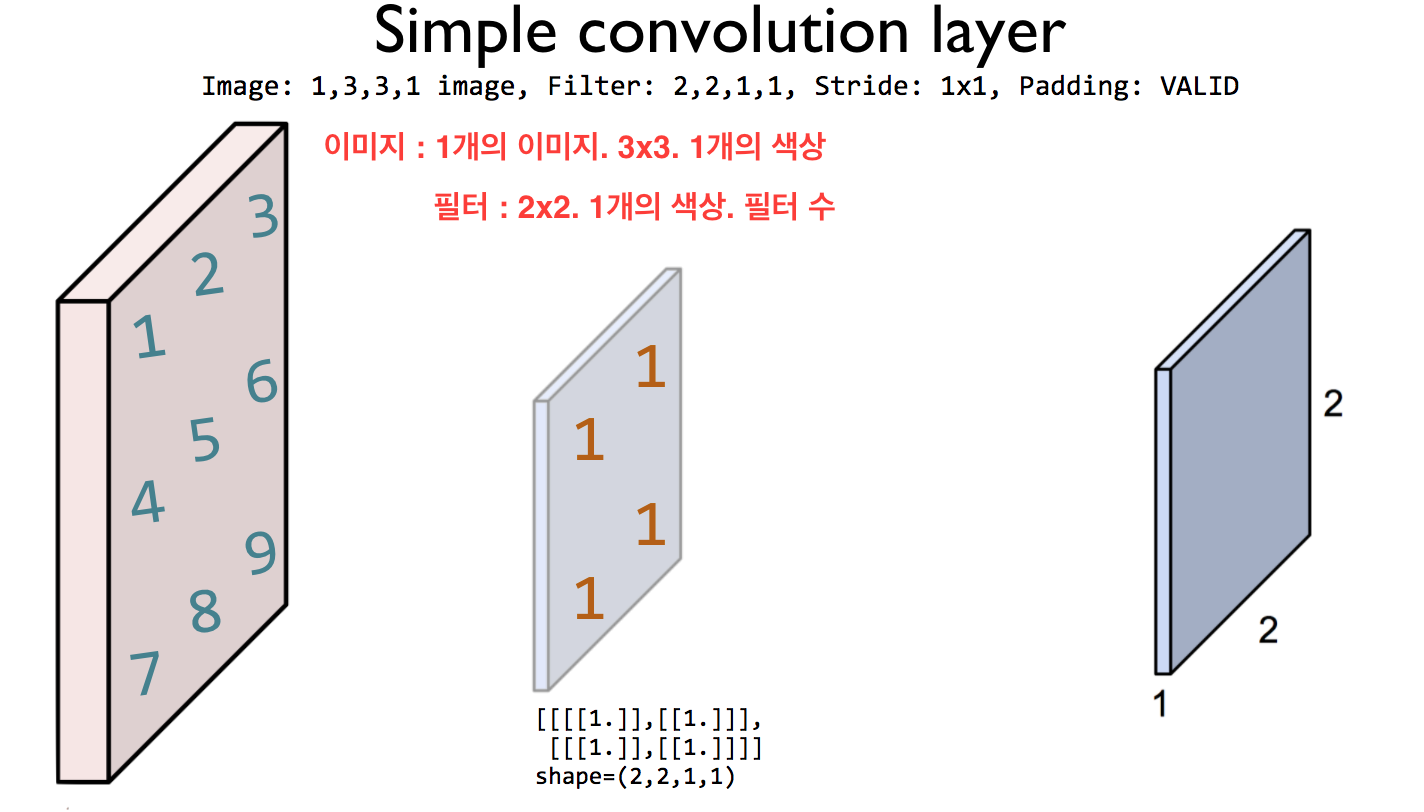 Simple convolution layer
Image: 1,3,3,1 image, Filter: 2,2,1,1, Stride: 1x1, Padding: VALID
이미지 : 1개의 이미지. 3x3. 1개의 색상
필터 : 2x2. 1개의 색상. 필터 수
1 2 3
4 5 6
7 8 9
1 1
1 1
[[[[1.]],[[1.]]],
[[[1.]],[[1.]]]]
shape=(2,2,1,1)
2
2
1